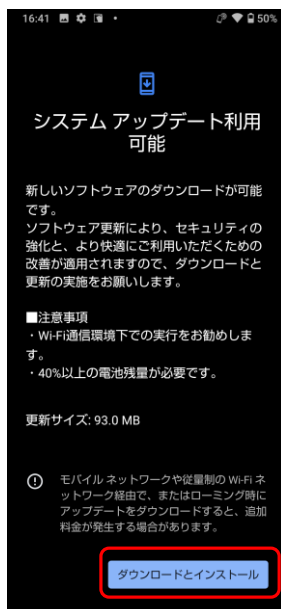 16:41 50%
システム アップデート利用
可能
新しいソフトウェアのダウンロードが可能
です。
ソフトウェア更新により、セキュリティの
強化と、より快適にご利用いただくための
改善が適用されますので、ダウンロードと
更新の実施をお願いします。
■注意事項
・Wi-Fi通信環境下での実行をお勧めしま
す。
・40%以上の電池残量が必要です。
更新サイズ: 93.0 MB
モバイル ネットワークや従量制の Wi-Fi ネ
ットワーク経由で、またはローミング時に
アップデートをダウンロードすると、追加
料金が発生する場合があります。
ダウンロードとインストール